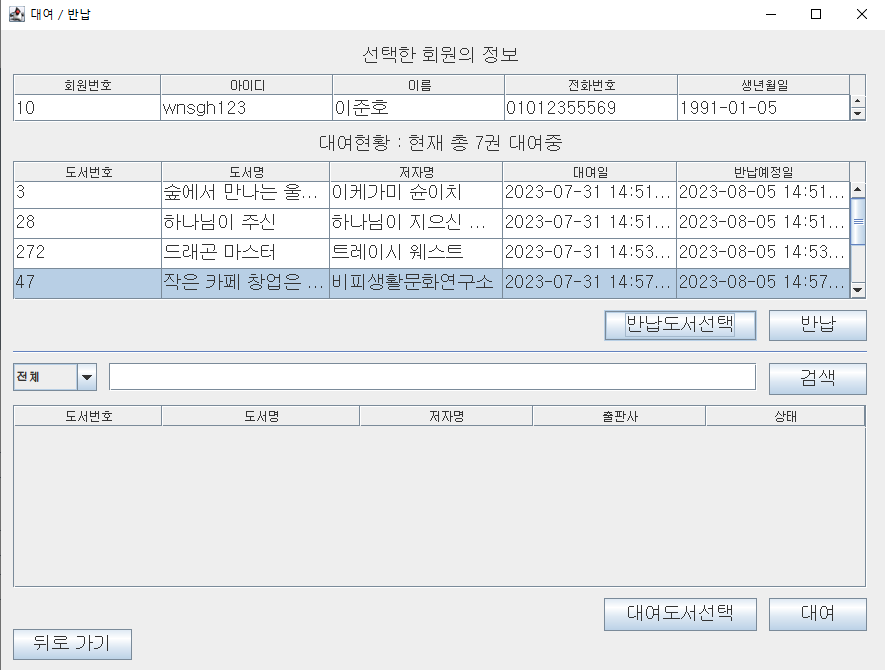 대여 / 반납
선택한 회원의 정보
회원번호 아이디 이름 전화번호 생년월일
10 wnsgh123 이준호 01012355569 1991-01-05
대여현황 : 현재 총 7권 대여중
도서번호 도서명 저자명 대여일 반납예정일
3 숲에서 만나는 울... 이케가미 슌이치 2023-07-31 14:51... 2023-08-05 14:51...
28 하나님이 주신 하나님이 지으신 ... 2023-07-31 14:51... 2023-08-05 14:51...
272 드래곤 마스터 트레이시 웨스트 2023-07-31 14:53... 2023-08-05 14:53...
47 작은 카페 창업은 ... 비피생활문화연구소 2023-07-31 14:57... 2023-08-05 14:57...
반납도서선택 반납
전체 검색
도서번호 도서명 저자명 출판사 상태
대여도서선택 대여
뒤로 가기